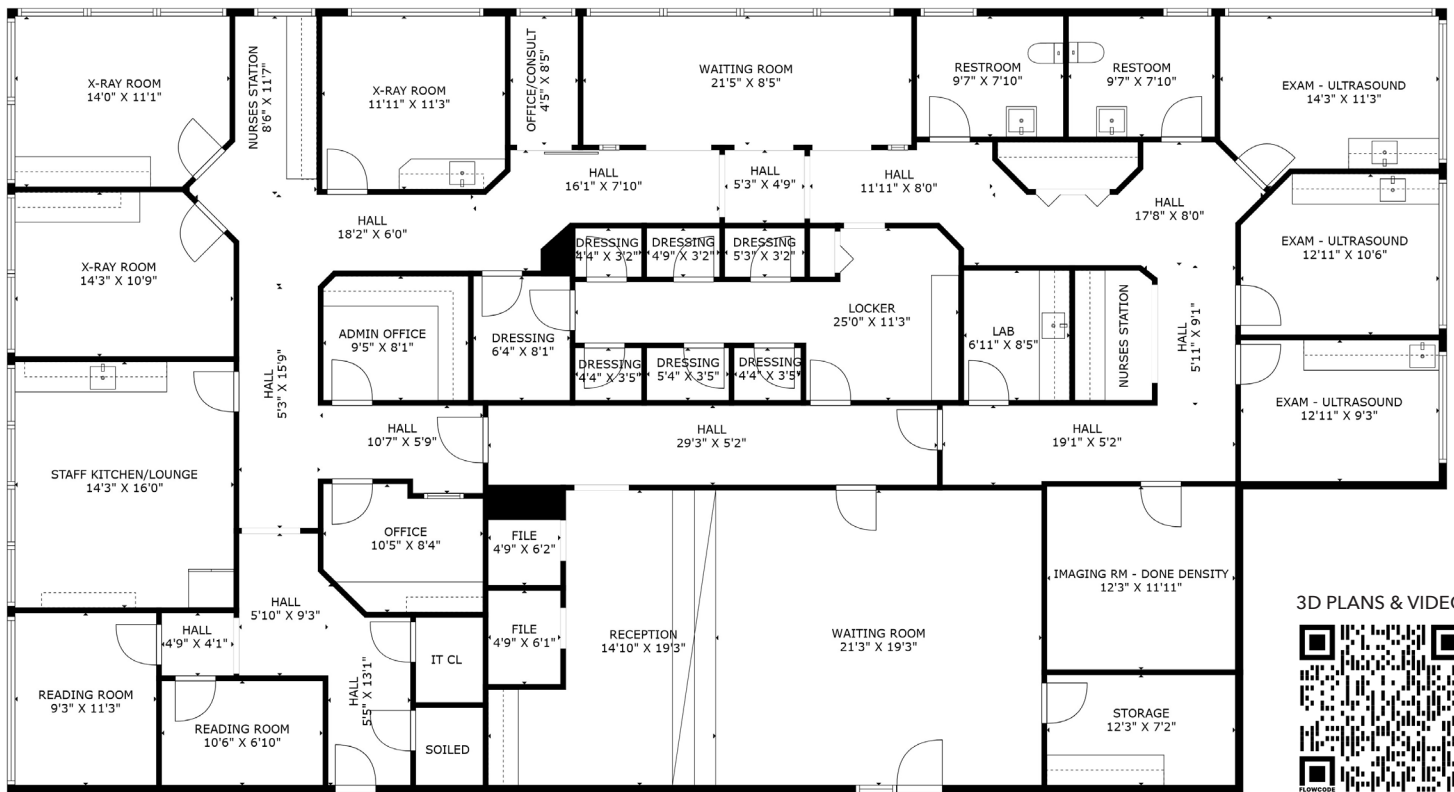 X-RAY ROOM
14'0" X 11'1"
NURSES STATION
8'6" X 11'7"
X-RAY ROOM
11'11" X 11'3"
OFFICE/CONSULT
4'5" X 8'5"
WAITING ROOM
21'5" X 8'5"
RESTROOM
9'7" X 7'10"
RESTOOM
9'7" X 7'10"
EXAM - ULTRASOUND
14'3" X 11'3"
HALL
16'1" X 7'10"
HALL
5'3" X 4'9"
HALL
11'11" X 8'0"
HALL
17'8" X 8'0"
HALL
18'2" X 6'0"
X-RAY ROOM
14'3" X 10'9"
DRESSING
4'4" X 3'2"
DRESSING
4'9" X 3'2"
DRESSING
5'3" X 3'2"
EXAM - ULTRASOUND
12'11" X 10'6"
ADMIN OFFICE
9'5" X 8'1"
DRESSING
6'4" X 8'1"
LOCKER
25'0" X 11'3"
LAB
6'11" X 8'5"
NURSES STATION
HALL
5'11" X 9'1"
HALL
5'3" X 15'9"
DRESSING
4'4" X 3'5"
DRESSING
5'4" X 3'5"
DRESSING
4'4" X 3'5"
EXAM - ULTRASOUND
12'11" X 9'3"
HALL
10'7" X 5'9"
HALL
29'3" X 5'2"
HALL
19'1" X 5'2"
STAFF KITCHEN/LOUNGE
14'3" X 16'0"
OFFICE
10'5" X 8'4"
FILE
4'9" X 6'2"
IMAGING RM - DONE DENSITY
12'3" X 11'11"
HALL
5'10" X 9'3"
HALL
4'9" X 4'1"
FILE
4'9" X 6'1"
RECEPTION
14'10" X 19'3"
WAITING ROOM
21'3" X 19'3"
3D PLANS & VIDEO
IT CL
READING ROOM
9'3" X 11'3"
HALL
5'5" X 13'1"
READING ROOM
10'6" X 6'10"
SOILED
STORAGE
12'3" X 7'2"
FLOWCODE